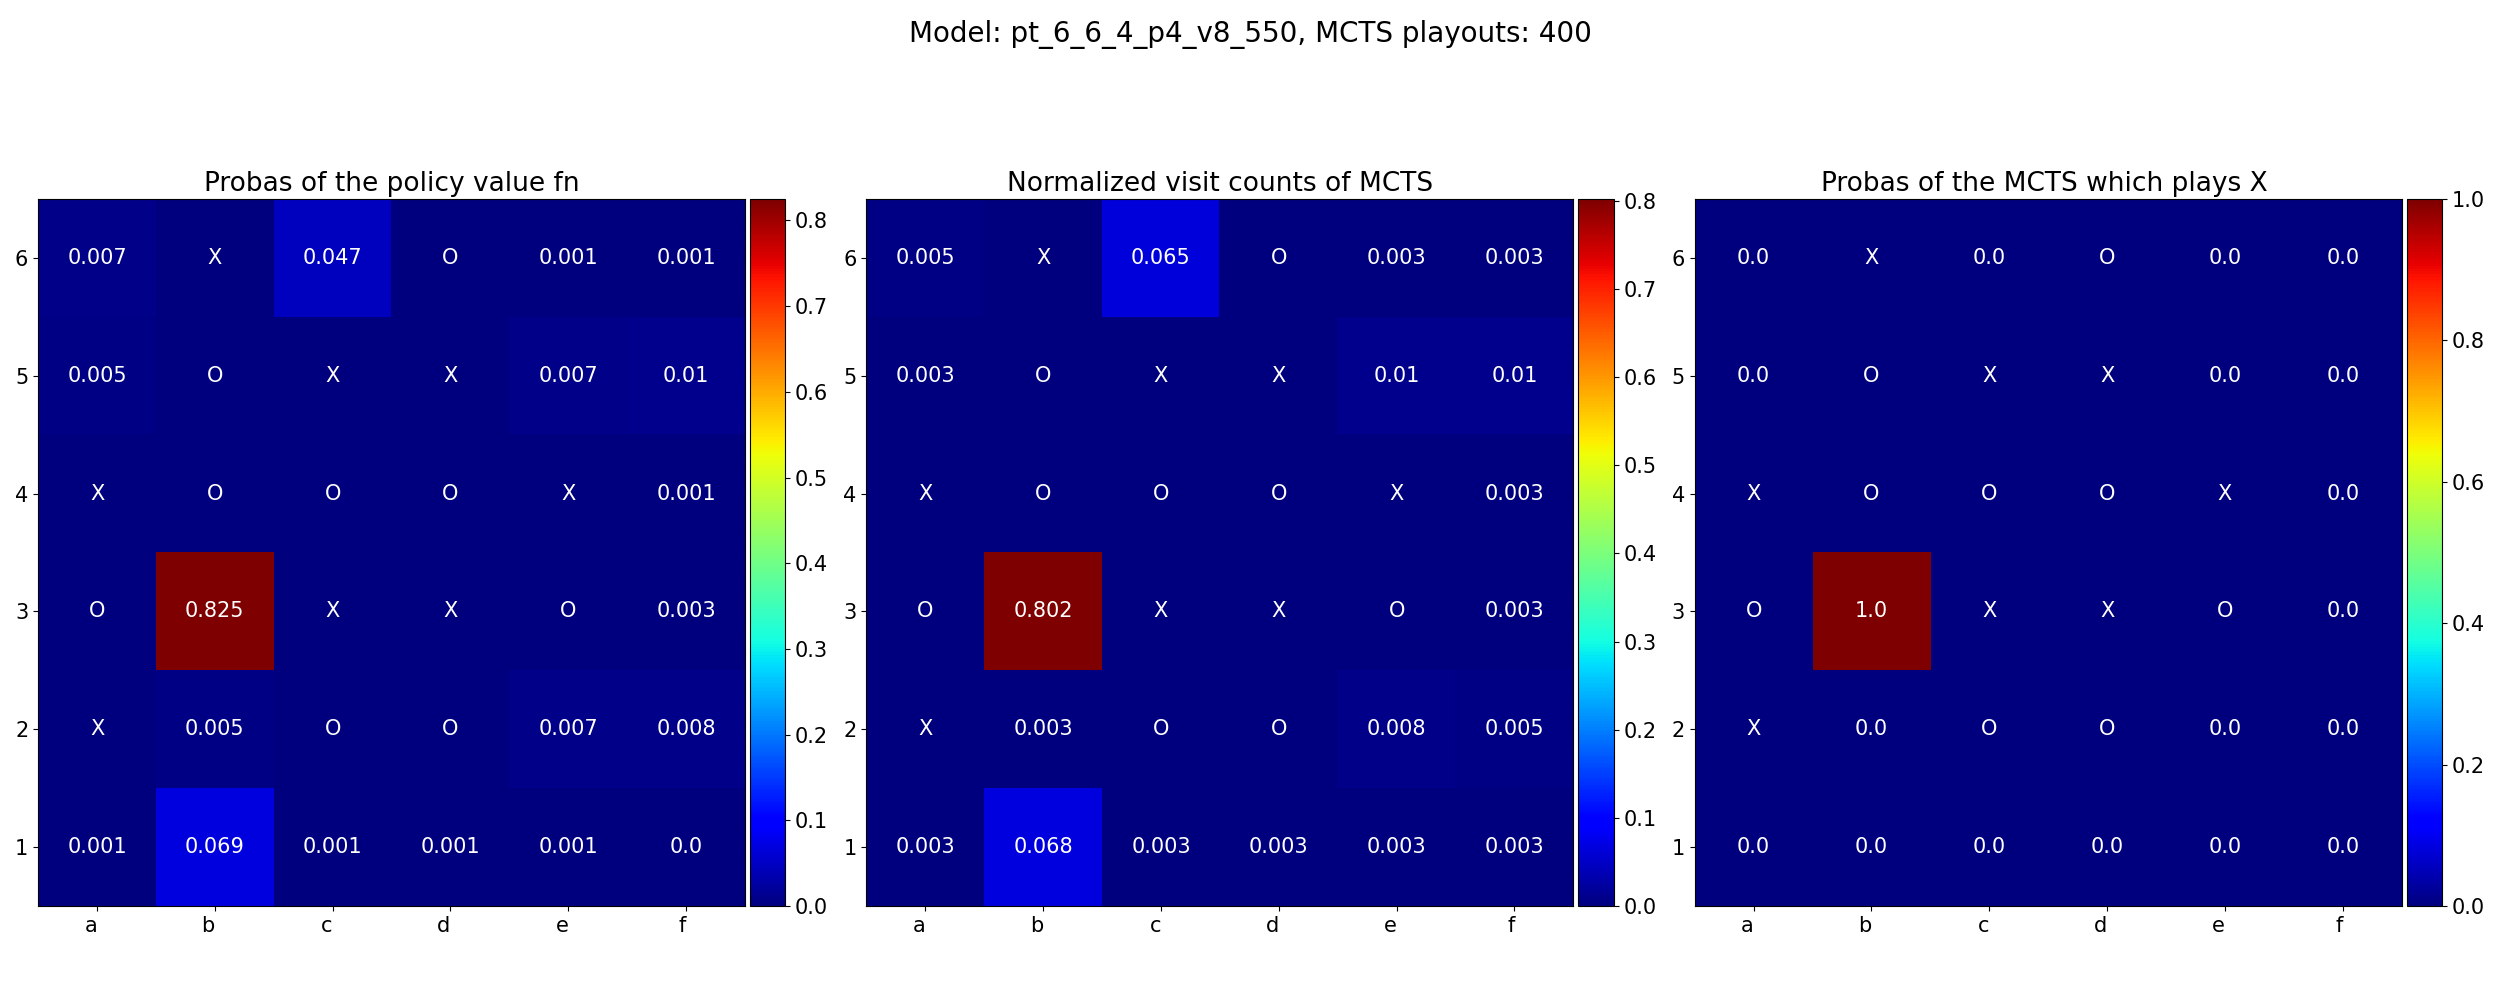 Model: pt_6_6_4_p4_v8_550, MCTS playouts: 400
Probas of the policy value fn
6 0.007 X 0.047 O 0.001 0.001
5 0.005 O X X 0.007 0.01
4 X O O O X 0.001
3 O 0.825 X X O 0.003
2 X 0.005 O O 0.007 0.008
1 0.001 0.069 0.001 0.001 0.001 0.0
a b c d e f
0.8
0.7
0.6
0.5
0.4
0.3
0.2
0.1
0.0
Normalized visit counts of MCTS
6 0.005 X 0.065 O 0.003 0.003
5 0.003 O X X 0.01 0.01
4 X O O O X 0.003
3 O 0.802 X X O 0.003
2 X 0.003 O O 0.008 0.005
1 0.003 0.068 0.003 0.003 0.003 0.003
a b c d e f
0.8
0.7
0.6
0.5
0.4
0.3
0.2
0.1
0.0
Probas of the MCTS which plays X
6 0.0 X 0.0 O 0.0 0.0
5 0.0 O X X 0.0 0.0
4 X O O O X 0.0
3 O 1.0 X X O 0.0
2 X 0.0 O O 0.0 0.0
1 0.0 0.0 0.0 0.0 0.0 0.0
a b c d e f
1.0
0.8
0.6
0.4
0.2
0.0